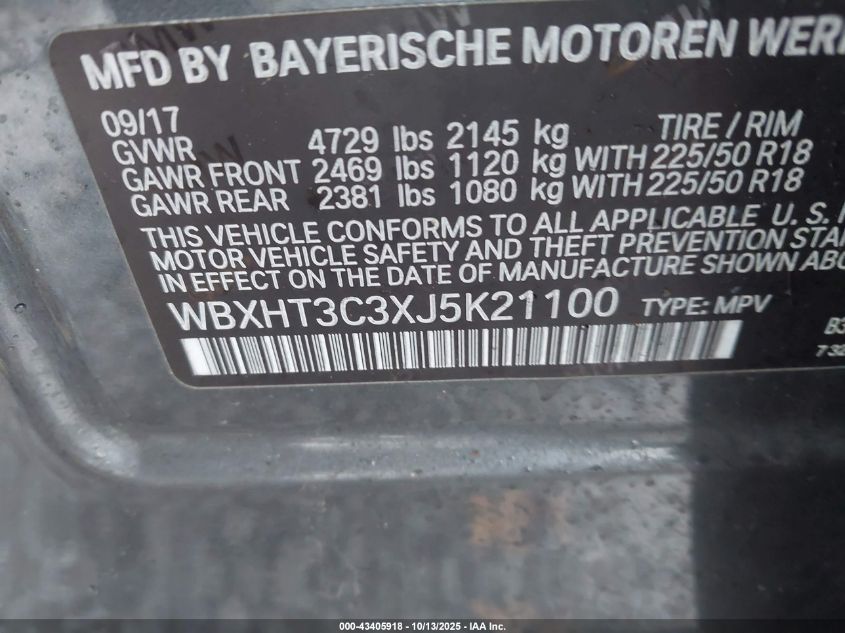 MFD BY BAYERISCHE MOTOREN
09/17
GVWR 4729 lbs 2145 kg TIRE / RIM
GAWR FRONT 2469 lbs 1120 kg WITH 225/50 R18
GAWR REAR 2381 lbs 1080 kg WITH 225/50 R18
THIS VEHICLE CONFORMS TO ALL APPLICABLE U. S.
MOTOR VEHICLE SAFETY AND THEFT PREVENTION
IN EFFECT ON THE DATE OF MANUFACTURE SHOWN
WBXHT3C3XJ5K21100 TYPE: MPV
000-43405918 - 10/13/2025 - IAA Inc.